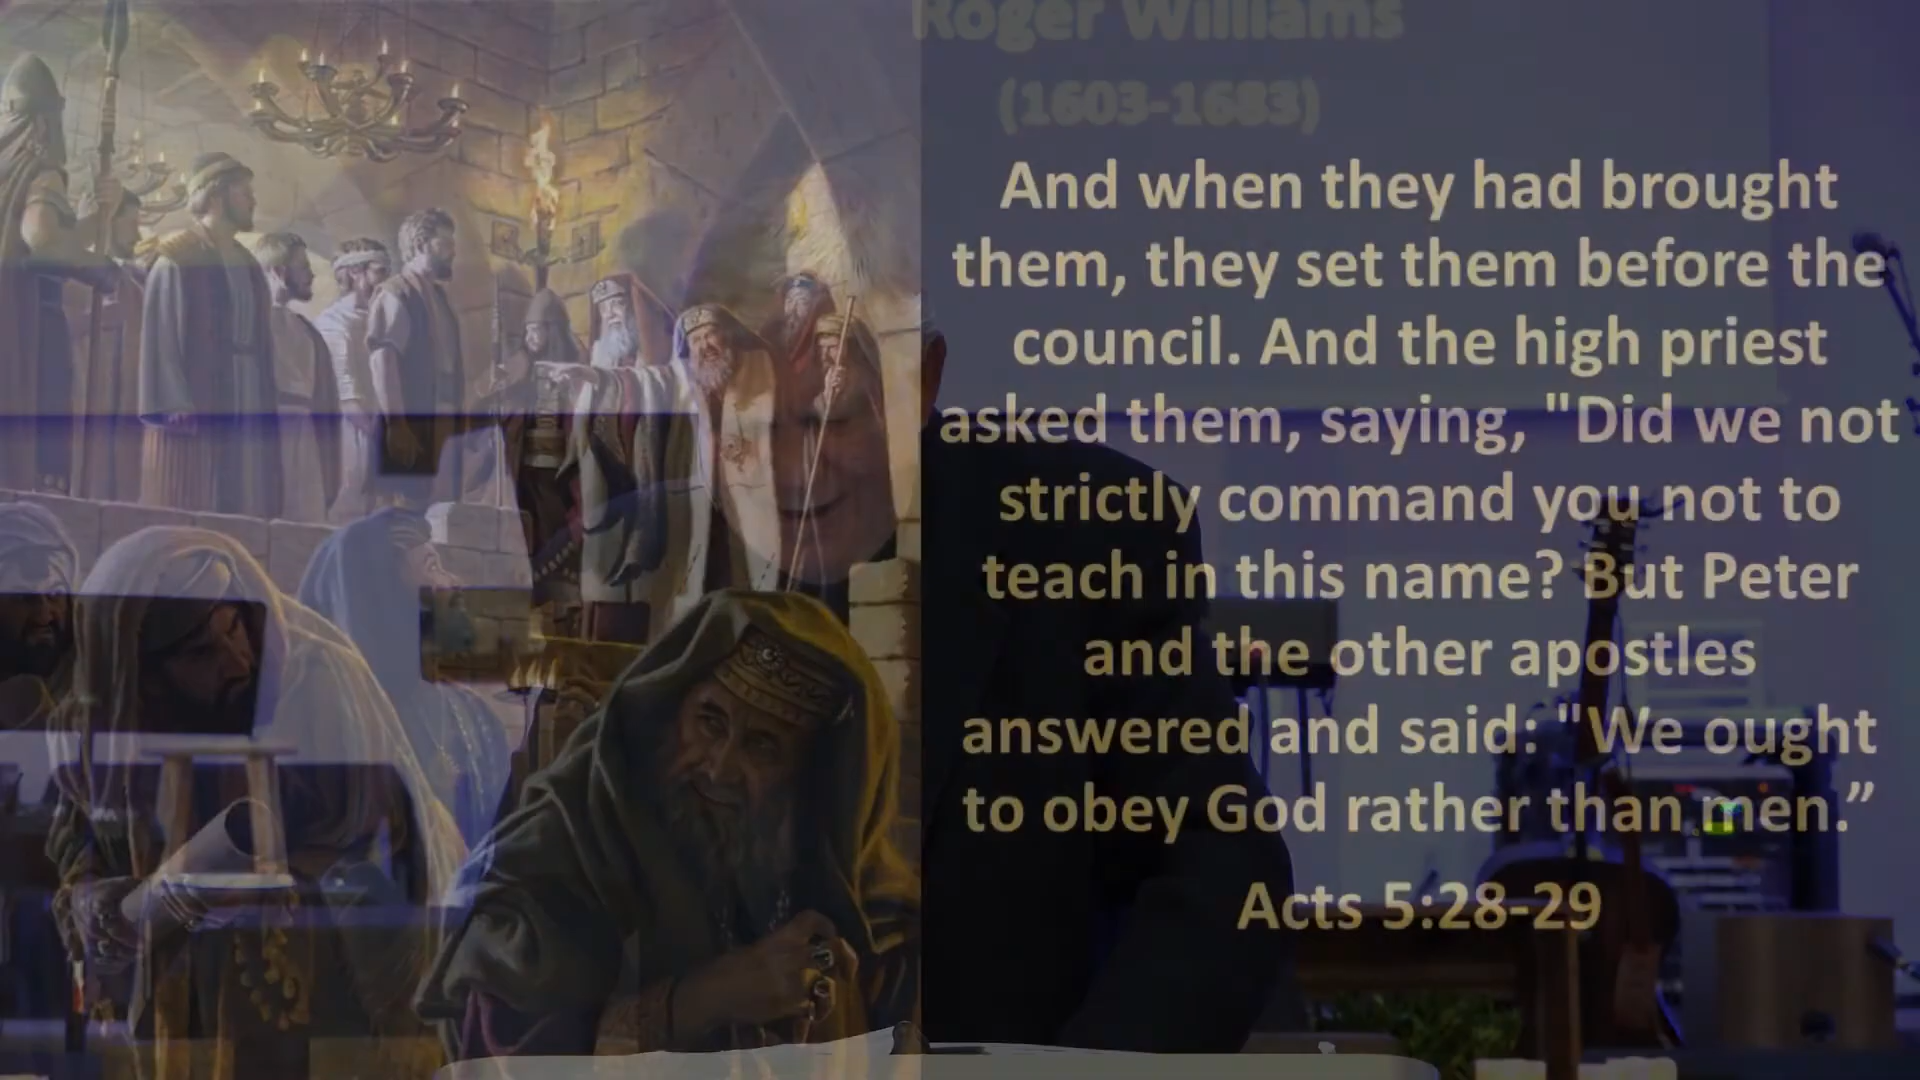 Roger Williams
(1603-1683)
And when they had brought
them, they set them before the
council. And the high priest
asked them, saying, "Did we not
strictly command you not to
teach in this name? But Peter
and the other apostles
answered and said: "We ought
to obey God rather than men.”
Acts 5:28-29